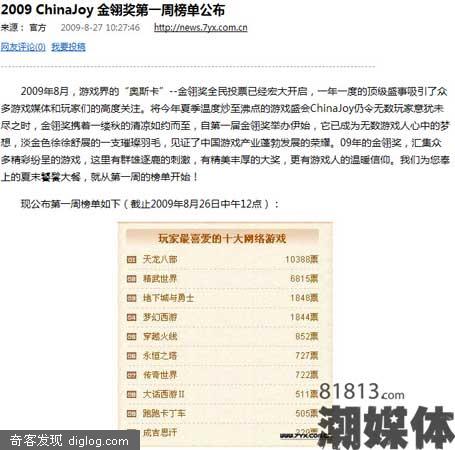 2009 ChinaJoy 金翎奖第一周榜单公布
来源： 官方 2009-8-27 10:27:46 http://news.7yx.com.cn
网友评论(0) 我要投稿
2009年8月，游戏界的“奥斯卡”--金翎奖全民投票已经宏大开启，一年一度的顶级盛事吸引了众
多游戏媒体和玩家们的高度关注。将今年夏季温度炒至沸点的游戏盛会ChinaJoy仍令无数玩家意犹未
尽之时，金翎奖携着一缕秋的清凉如约而至，自第一届金翎奖举办伊始，它已成为无数游戏人心中的梦
想，淡金色徐徐舒展的一支璀璨羽毛，见证了中国游戏产业蓬勃发展的荣耀。09年的金翎奖，汇集众
多精彩纷呈的游戏，这里有群雄逐鹿的刺激，有精美丰厚的大奖，更有游戏人的温暖信仰。我们为您奉
上的夏末饕餮大餐，就从第一周的榜单开始！
现公布第一周榜单如下（截止2009年8月26日中午12点）：
玩家最喜爱的十大网络游戏
01 天龙八部 10388票
02 精武世界 6815票
03 地下城与勇士 1848票
04 梦幻西游 1844票
05 穿越火线 852票
06 永恒之塔 727票
07 传奇世界 722票
08 大话西游Ⅱ 511票
09 跑跑卡丁车 505票
成吉思汗 329票
www.7yx.com
81813.com
潮媒体
奇客发现 diglog.com